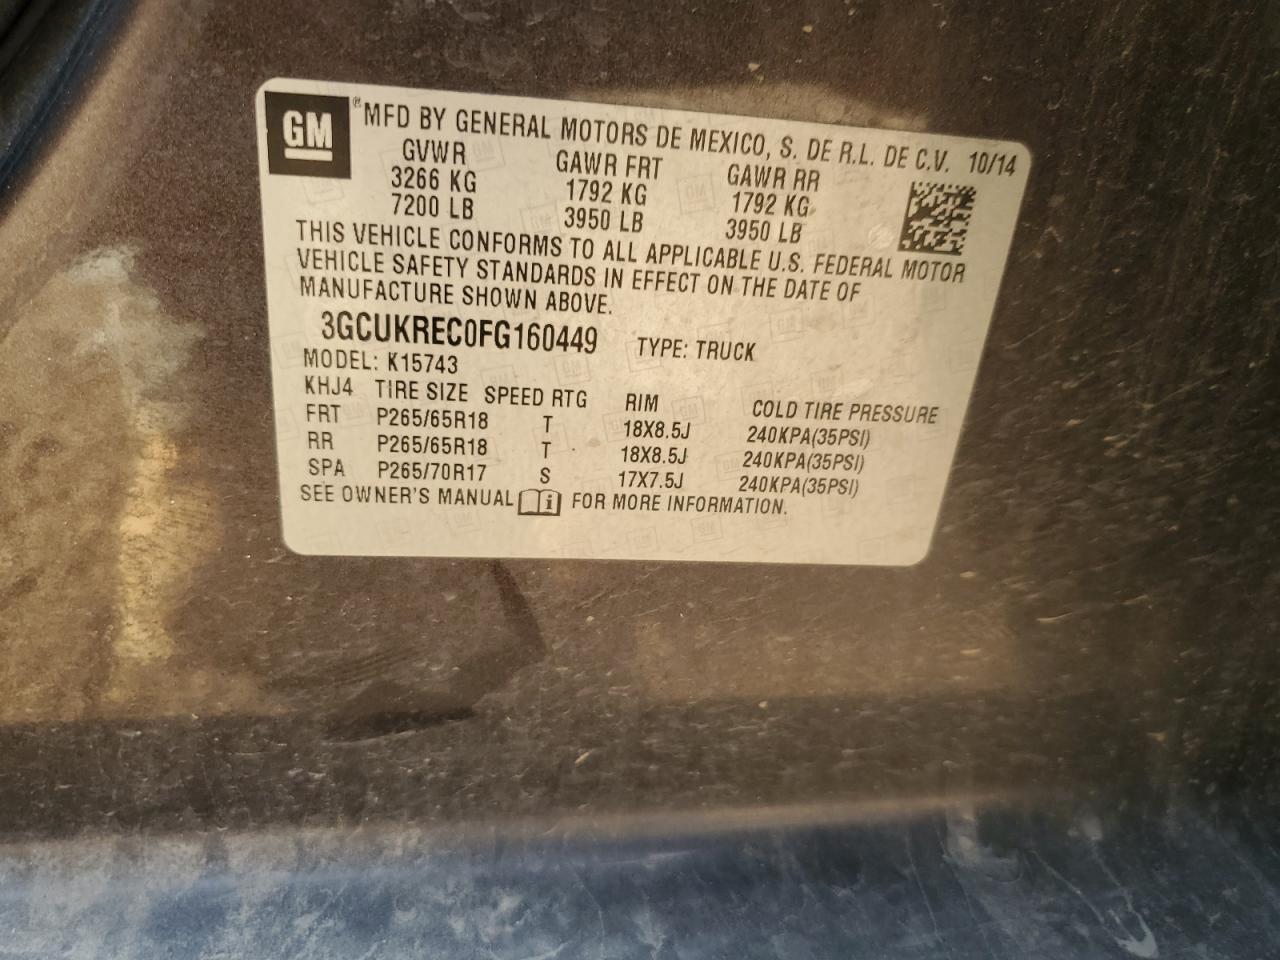 GM ®MFD BY GENERAL MOTORS DE MEXICO, S. DE R.L. DE C.V. 10/14
GVWR GAWR FRT GAWR RR
3266 KG 1792 KG 1792 KG
7200 LB 3950 LB 3950 LB
THIS VEHICLE CONFORMS TO ALL APPLICABLE U.S. FEDERAL MOTOR
VEHICLE SAFETY STANDARDS IN EFFECT ON THE DATE OF
MANUFACTURE SHOWN ABOVE.
3GCUKREC0FG160449 TYPE: TRUCK
MODEL: K15743
KHJ4 TIRE SIZE SPEED RTG RIM COLD TIRE PRESSURE
FRT P265/65R18 T 18X8.5J 240KPA(35PSI)
RR P265/65R18 T 18X8.5J 240KPA(35PSI)
SPA P265/70R17 S 17X7.5J 240KPA(35PSI)
SEE OWNER'S MANUAL i FOR MORE INFORMATION.